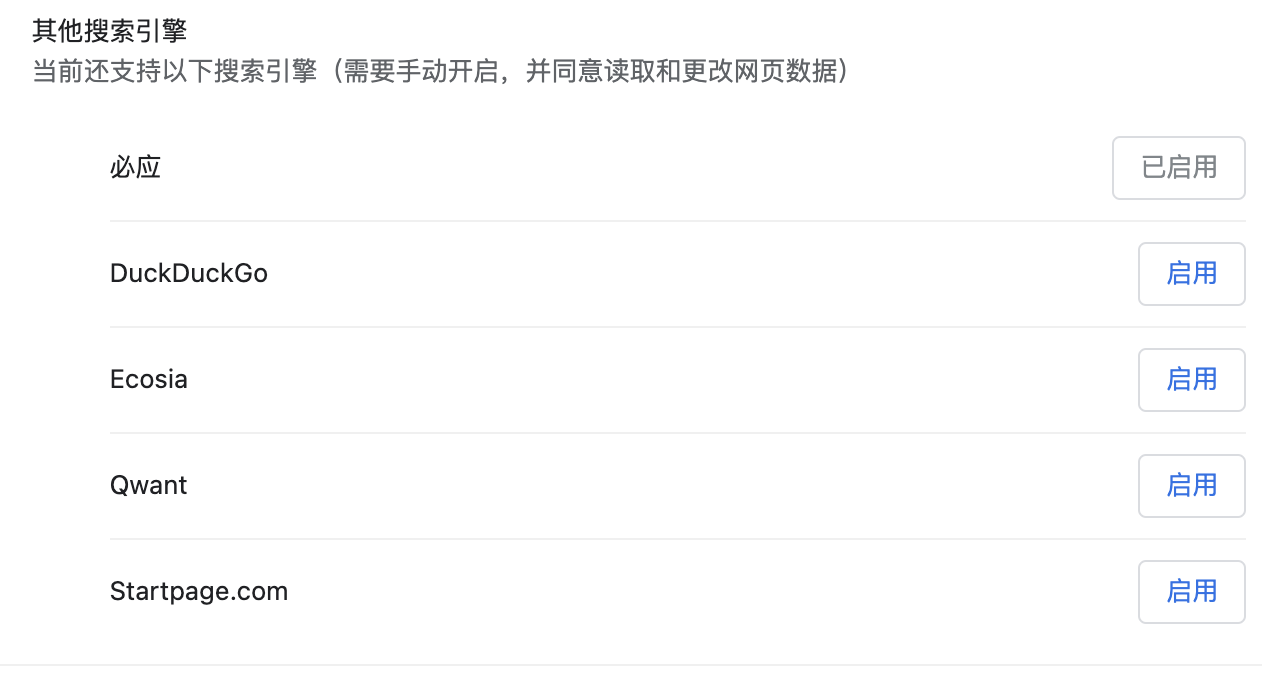 其他搜索引擎
当前还支持以下搜索引擎（需要手动开启，并同意读取和更改网页数据）
必应
已启用
DuckDuckGo
启用
Ecosia
启用
Qwant
启用
Startpage.com
启用